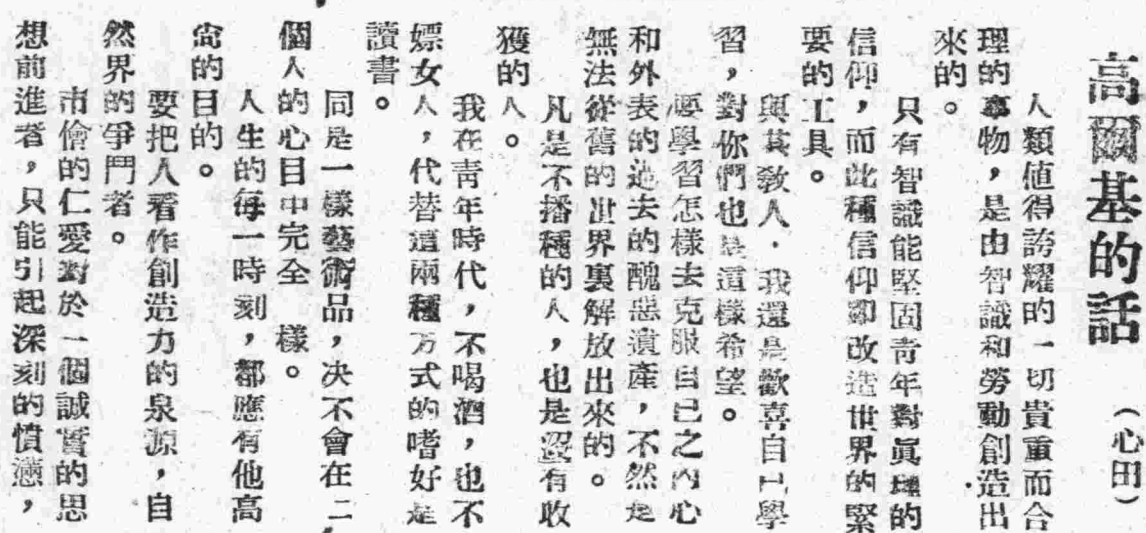 高爾基的話　（心田）
人類値得誇耀的一切貴重而合
理的事物，是由智識和勞動創造出
來的。
只有智識能堅固青年對眞理的
信仰，而此種信仰卽改造世界的緊
要的工具。
與其敎人．我還是歡喜自己學
習，對你們也是這樣希望。
要學習怎樣去克服自己之內心
和外表的過去的醜惡遺產，不然是
無法從舊的世界裏解放出來的。
凡是不播種的人，也是沒有收
獲的人。
我在靑年時代，不喝酒，也不
嫖女人，代替這兩種方式的嗜好是
讀書。
同是一樣藝術品，决不會在二
個人的心目中完全　樣。
人生的每一時刻，都應有他高
尙的目的。
要把人看作創造力的泉源，自
然界的爭鬥者。
市儈的仁愛對於一個誠實的思
想前進者，只能引起深刻的憤懣，